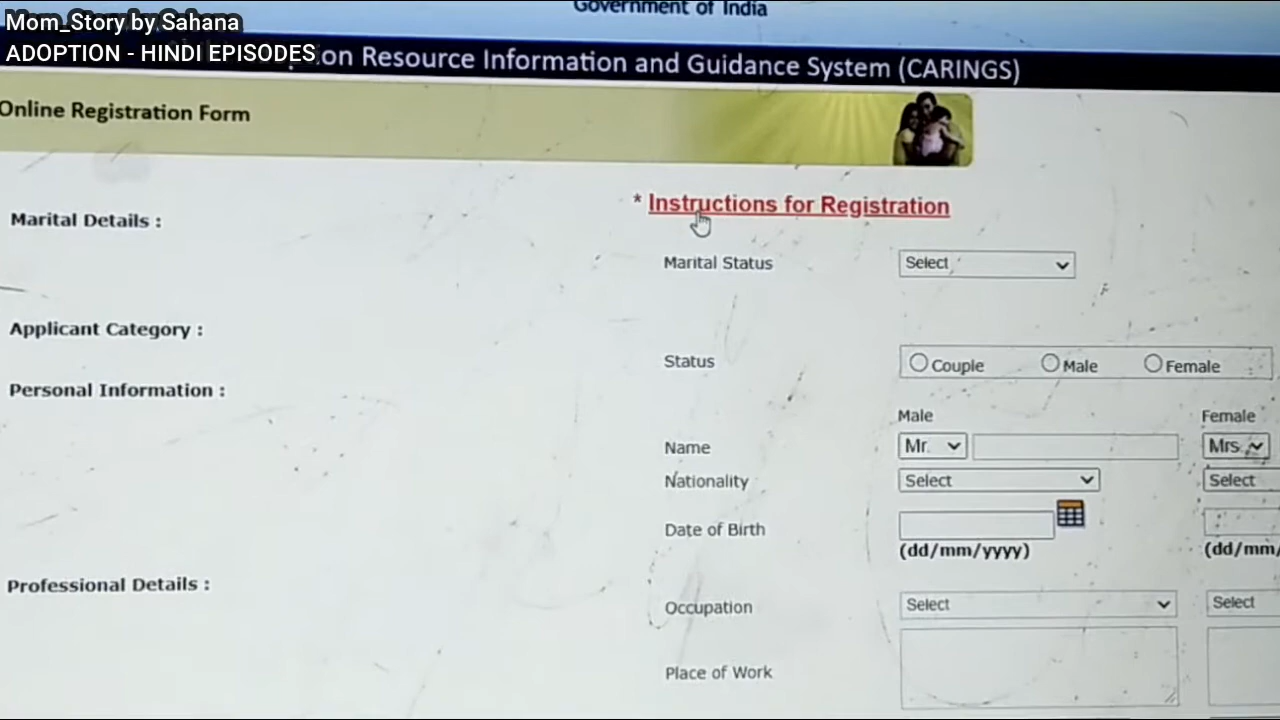 Government of India
Mom_Story by Sahana
ADOPTION - HINDI EPISODES
on Resource Information and Guidance System (CARINGS)
Online Registration Form
* Instructions for Registration
Marital Details :
Marital Status Select
Applicant Category :
Status Couple Male Female
Personal Information :
Male Female
Name Mr. Mrs.
Nationality Select Select
Date of Birth
(dd/mm/yyyy) (dd/mm/
Professional Details :
Occupation Select Select
Place of Work